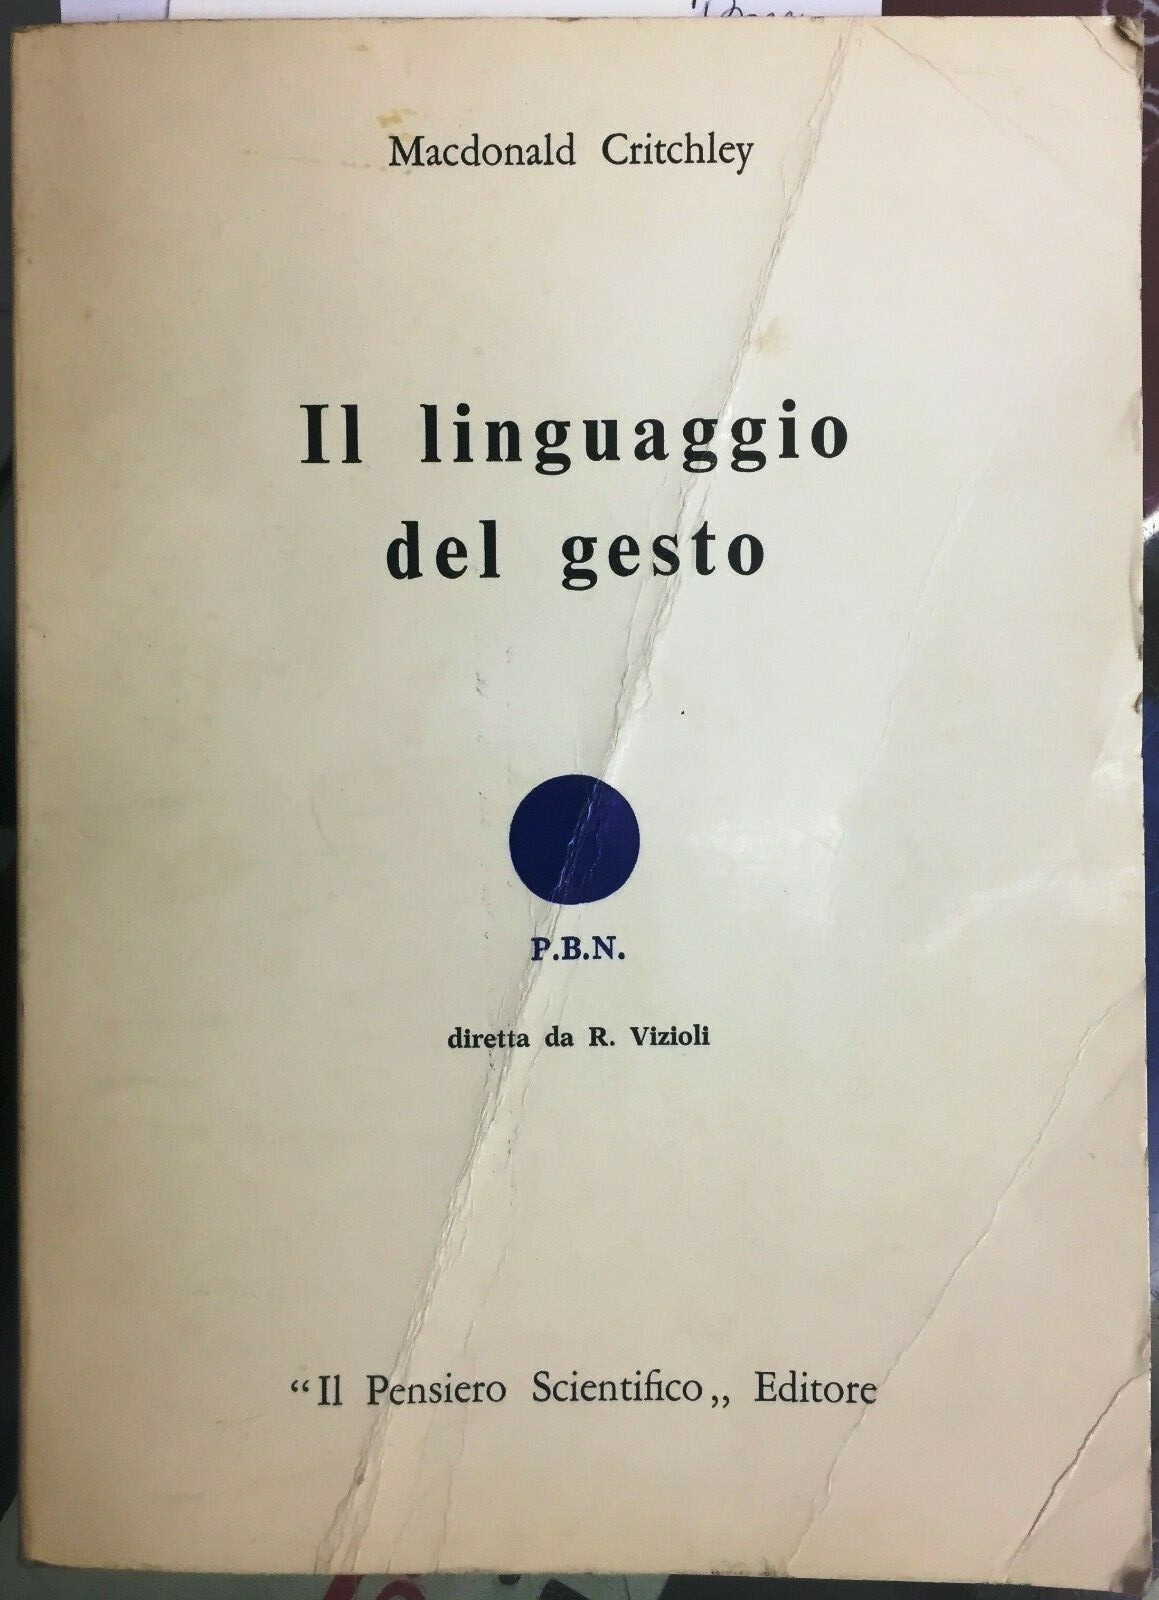 Macdonald Critchley
Il linguaggio
del gesto
P.B.N.
diretta da R. Vizioli
“Il Pensiero Scientifico„ Editore